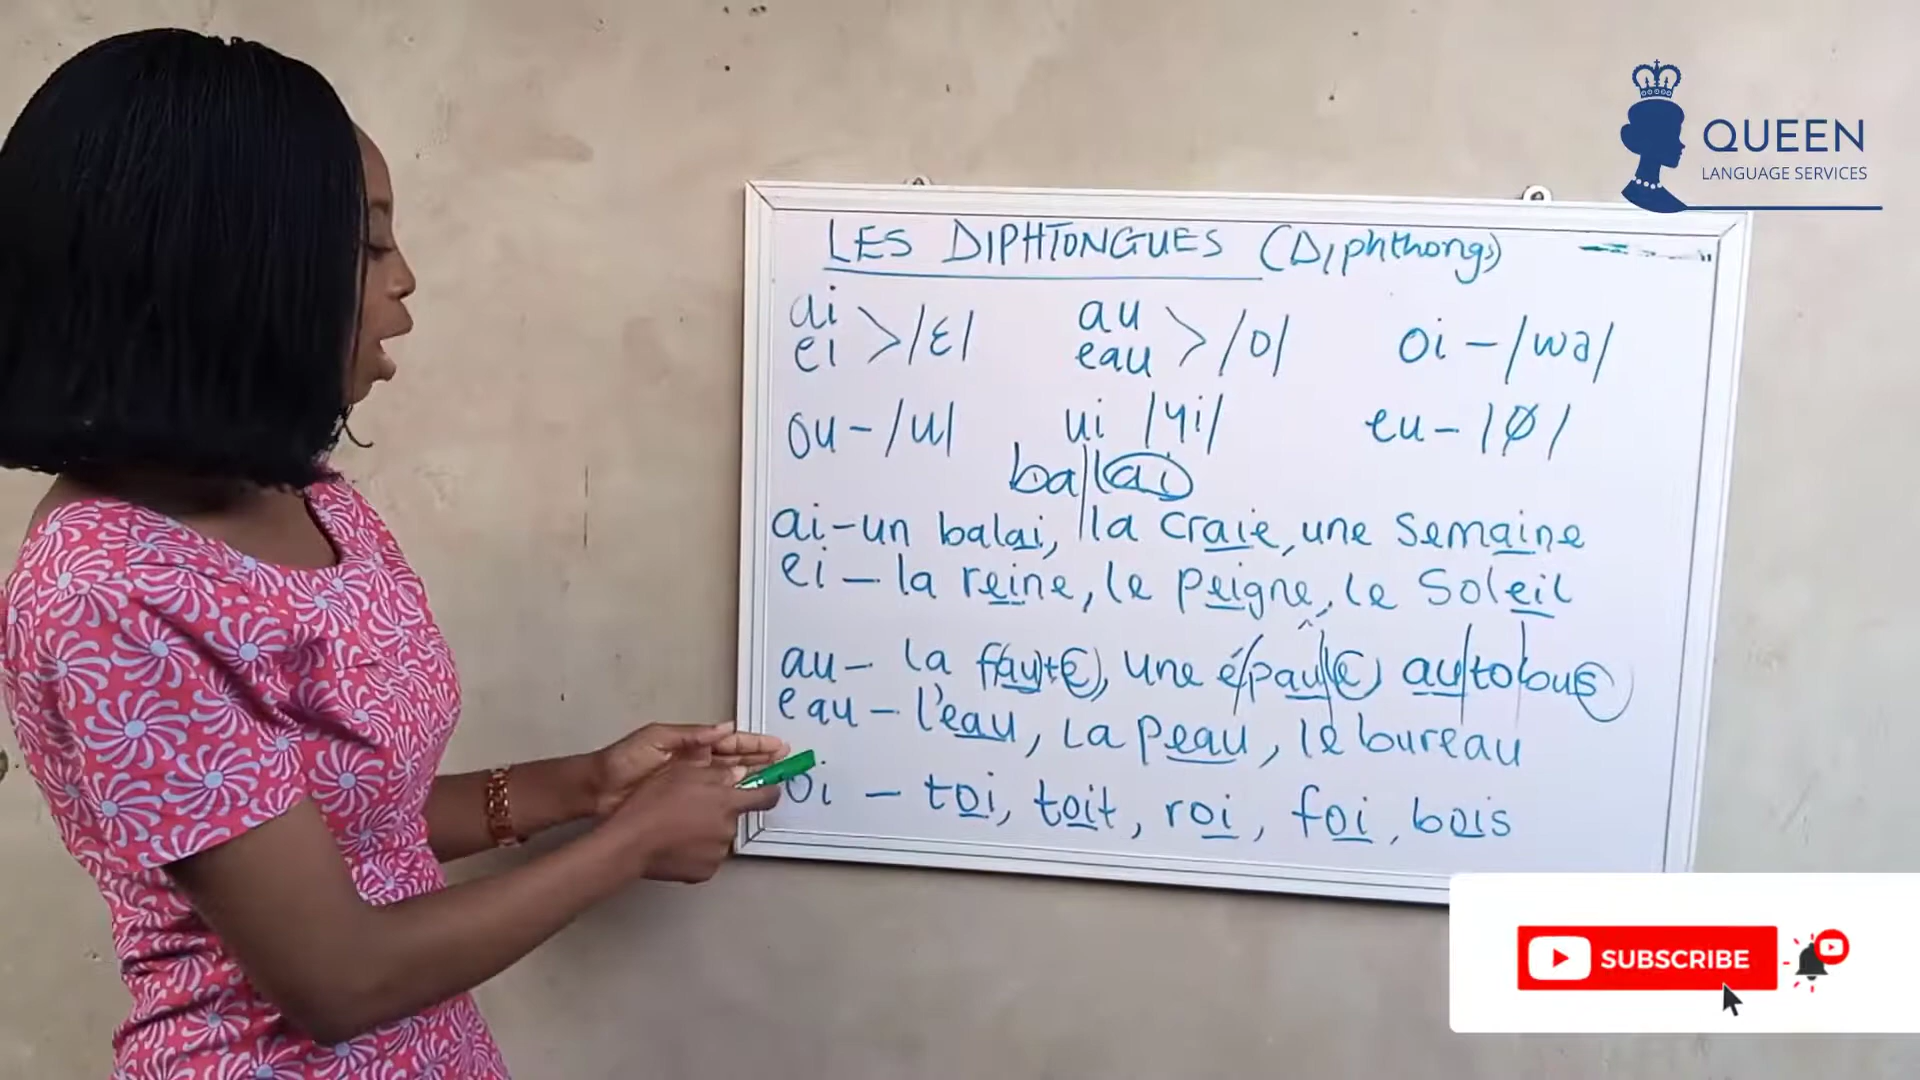 QUEEN
LANGUAGE SERVICES
LES DIPHTONGUES (Diphthongs)
ai
ei > /ɛ/
au
eau > /o/
oi - /wə/
ou - /u/
ui /ɥi/
eu - /ø/
balai
ai - un balai, la craie, une semaine
ei - la reine, le peigne, le soleil
au - la faute, une épaule autobus
eau - l'eau, la peau, le bureau
oi - toi, toit, roi, foi, bois
SUBSCRIBE